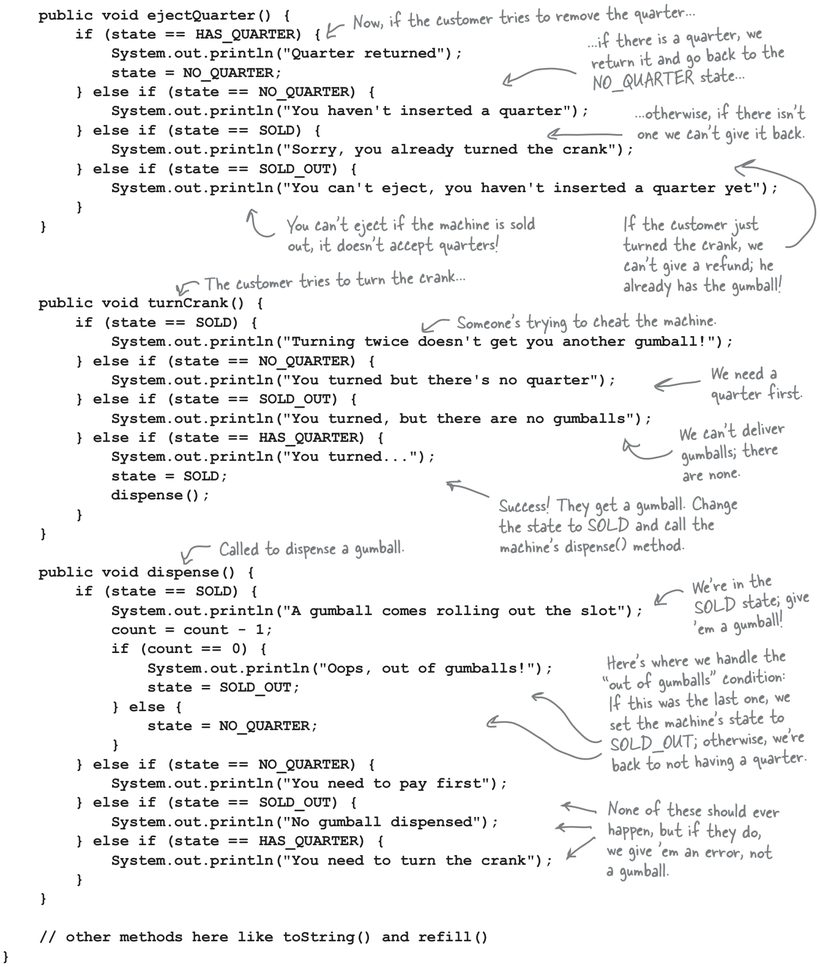 public void ejectQuarter() {
Now, if the customer tries to remove the quarter...
if (state == HAS_QUARTER) {
System.out.println("Quarter returned");
state = NO_QUARTER;
...if there is a quarter, we
return it and go back to the
NO_QUARTER state...
} else if (state == NO_QUARTER) {
System.out.println("You haven't inserted a quarter");
...otherwise, if there isn't
one we can't give it back.
} else if (state == SOLD) {
System.out.println("Sorry, you already turned the crank");
} else if (state == SOLD_OUT) {
System.out.println("You can't eject, you haven't inserted a quarter yet");
}
}
You can't eject if the machine is sold
out, it doesn't accept quarters!
If the customer just
turned the crank, we
can't give a refund; he
already has the gumball!
The customer tries to turn the crank...
public void turnCrank() {
if (state == SOLD) {
Someone's trying to cheat the machine.
System.out.println("Turning twice doesn't get you another gumball!");
} else if (state == NO_QUARTER) {
System.out.println("You turned but there's no quarter");
We need a
quarter first.
} else if (state == SOLD_OUT) {
System.out.println("You turned, but there are no gumballs");
We can't deliver
gumballs; there
are none.
} else if (state == HAS_QUARTER) {
System.out.println("You turned...");
state = SOLD;
dispense();
}
}
Success! They get a gumball. Change
the state to SOLD and call the
machine's dispense() method.
Called to dispense a gumball.
public void dispense() {
if (state == SOLD) {
System.out.println("A gumball comes rolling out the slot");
We're in the
SOLD state; give
'em a gumball!
count = count - 1;
if (count == 0) {
System.out.println("Oops, out of gumballs!");
state = SOLD_OUT;
} else {
state = NO_QUARTER;
}
Here's where we handle the
"out of gumballs" condition:
If this was the last one, we
set the machine's state to
SOLD_OUT; otherwise, we're
back to not having a quarter.
} else if (state == NO_QUARTER) {
System.out.println("You need to pay first");
} else if (state == SOLD_OUT) {
System.out.println("No gumball dispensed");
} else if (state == HAS_QUARTER) {
System.out.println("You need to turn the crank");
}
}
None of these should ever
happen, but if they do,
we give 'em an error, not
a gumball.
// other methods here like toString() and refill()
}